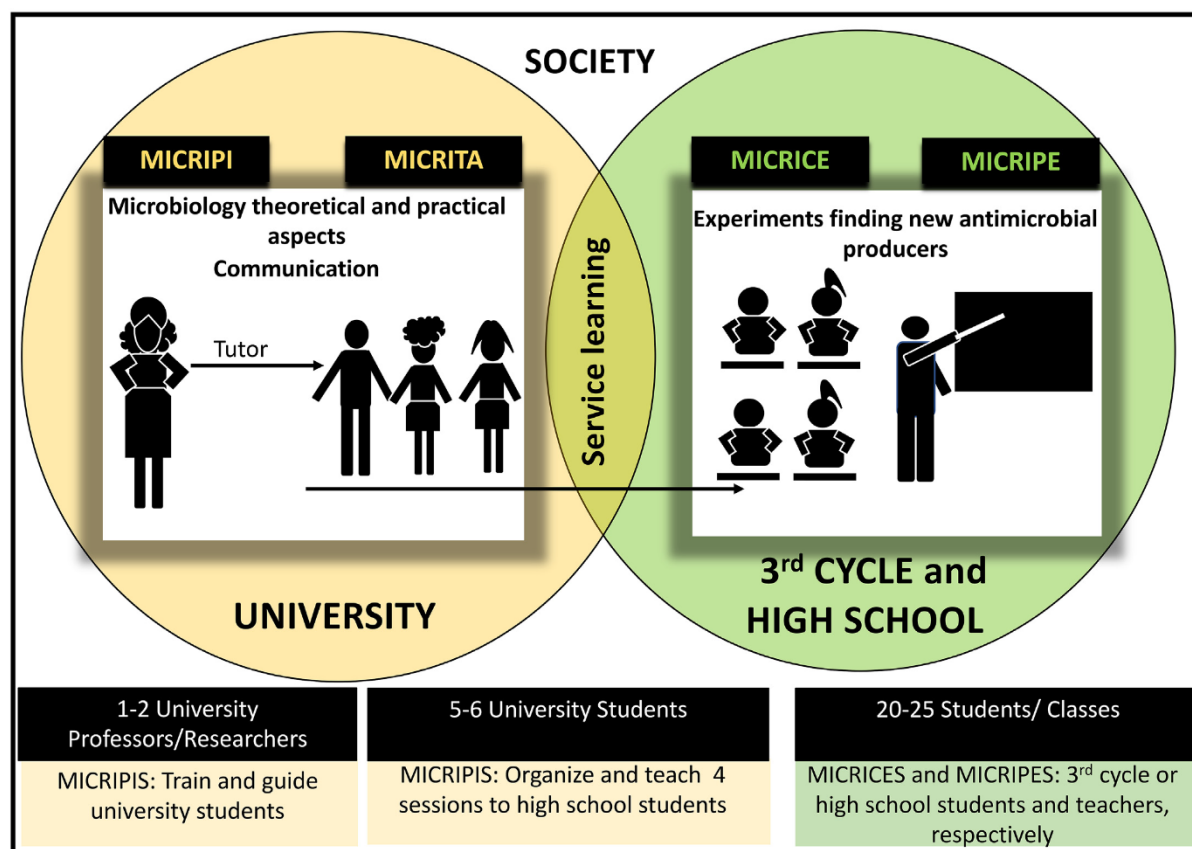 SOCIETY
MICRIPI
MICRITA
Microbiology theoretical and practical
aspects
Communication
Tutor
Service learning
MICRICE
MICRIPE
Experiments finding new antimicrobial
producers
UNIVERSITY
3rd CYCLE and
HIGH SCHOOL
1-2 University
Professors/Researchers
MICRIPIS: Train and guide
university students
5-6 University Students
MICRIPIS: Organize and teach 4
sessions to high school students
20-25 Students/ Classes
MICRICES and MICRIPES: 3rd cycle or
high school students and teachers,
respectively